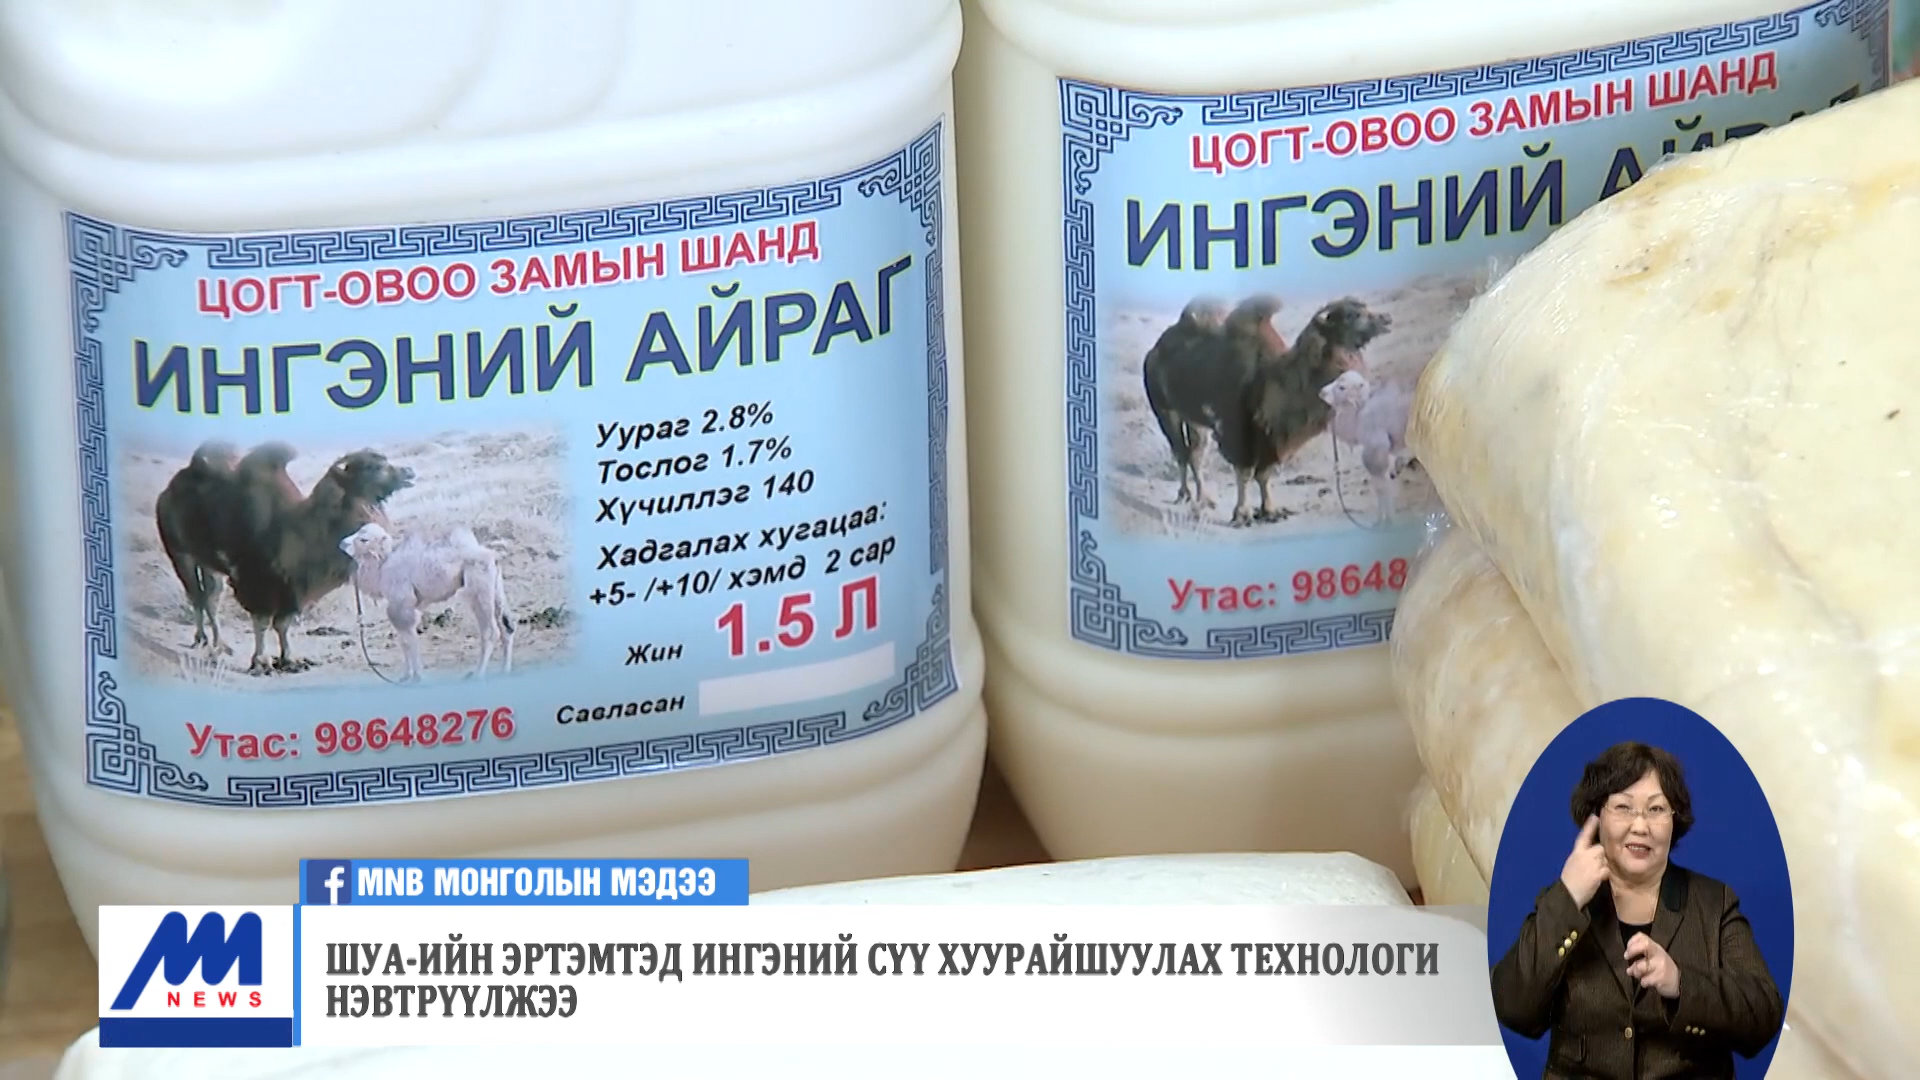 ЦОГТ-ОВОО ЗАМЫН ШАНД
ИНГЭНИЙ АЙРАГ
Уураг 2.8%
Тослог 1.7%
Хүчиллэг 140
Хадгалах хугацаа:
+5- /+10/ хэмд 2 сар
Жин 1.5 Л
Савласан
Утас: 98648276
ЦОГТ-ОВОО ЗАМЫН ШАНД
ИНГЭНИЙ
Утас: 98648
MNB МОНГОЛЫН МЭДЭЭ
NEWS
ШУА-ИЙН ЭРТЭМТЭД ИНГЭНИЙ СҮҮ ХУУРАЙШУУЛАХ ТЕХНОЛОГИ
НЭВТРҮҮЛЖЭЭ